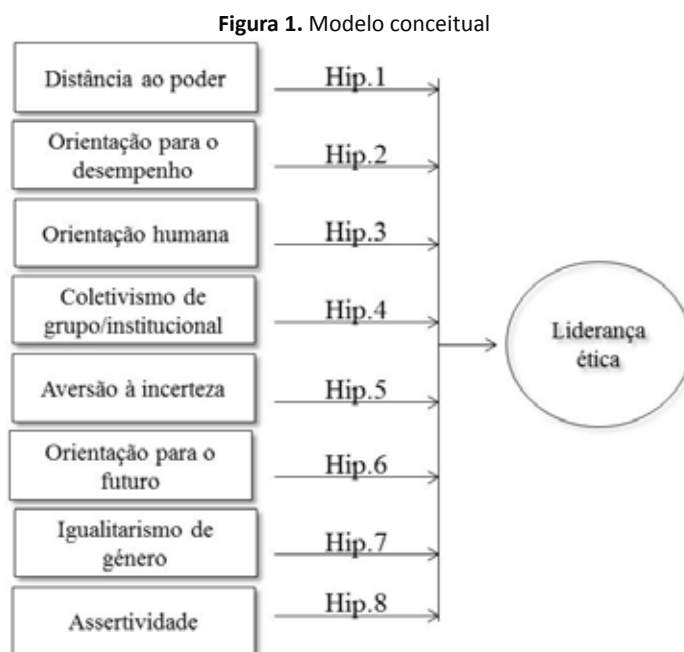 Figura 1. Modelo conceitual
Distância ao poder
Hip.1
Orientação para o
desempenho
Hip.2
Orientação humana
Hip.3
Coletivismo de
grupo/institucional
Hip.4
Aversão à incerteza
Hip.5
Orientação para o
futuro
Hip.6
Igualitarismo de
género
Hip.7
Assertividade
Hip.8
Liderança
ética